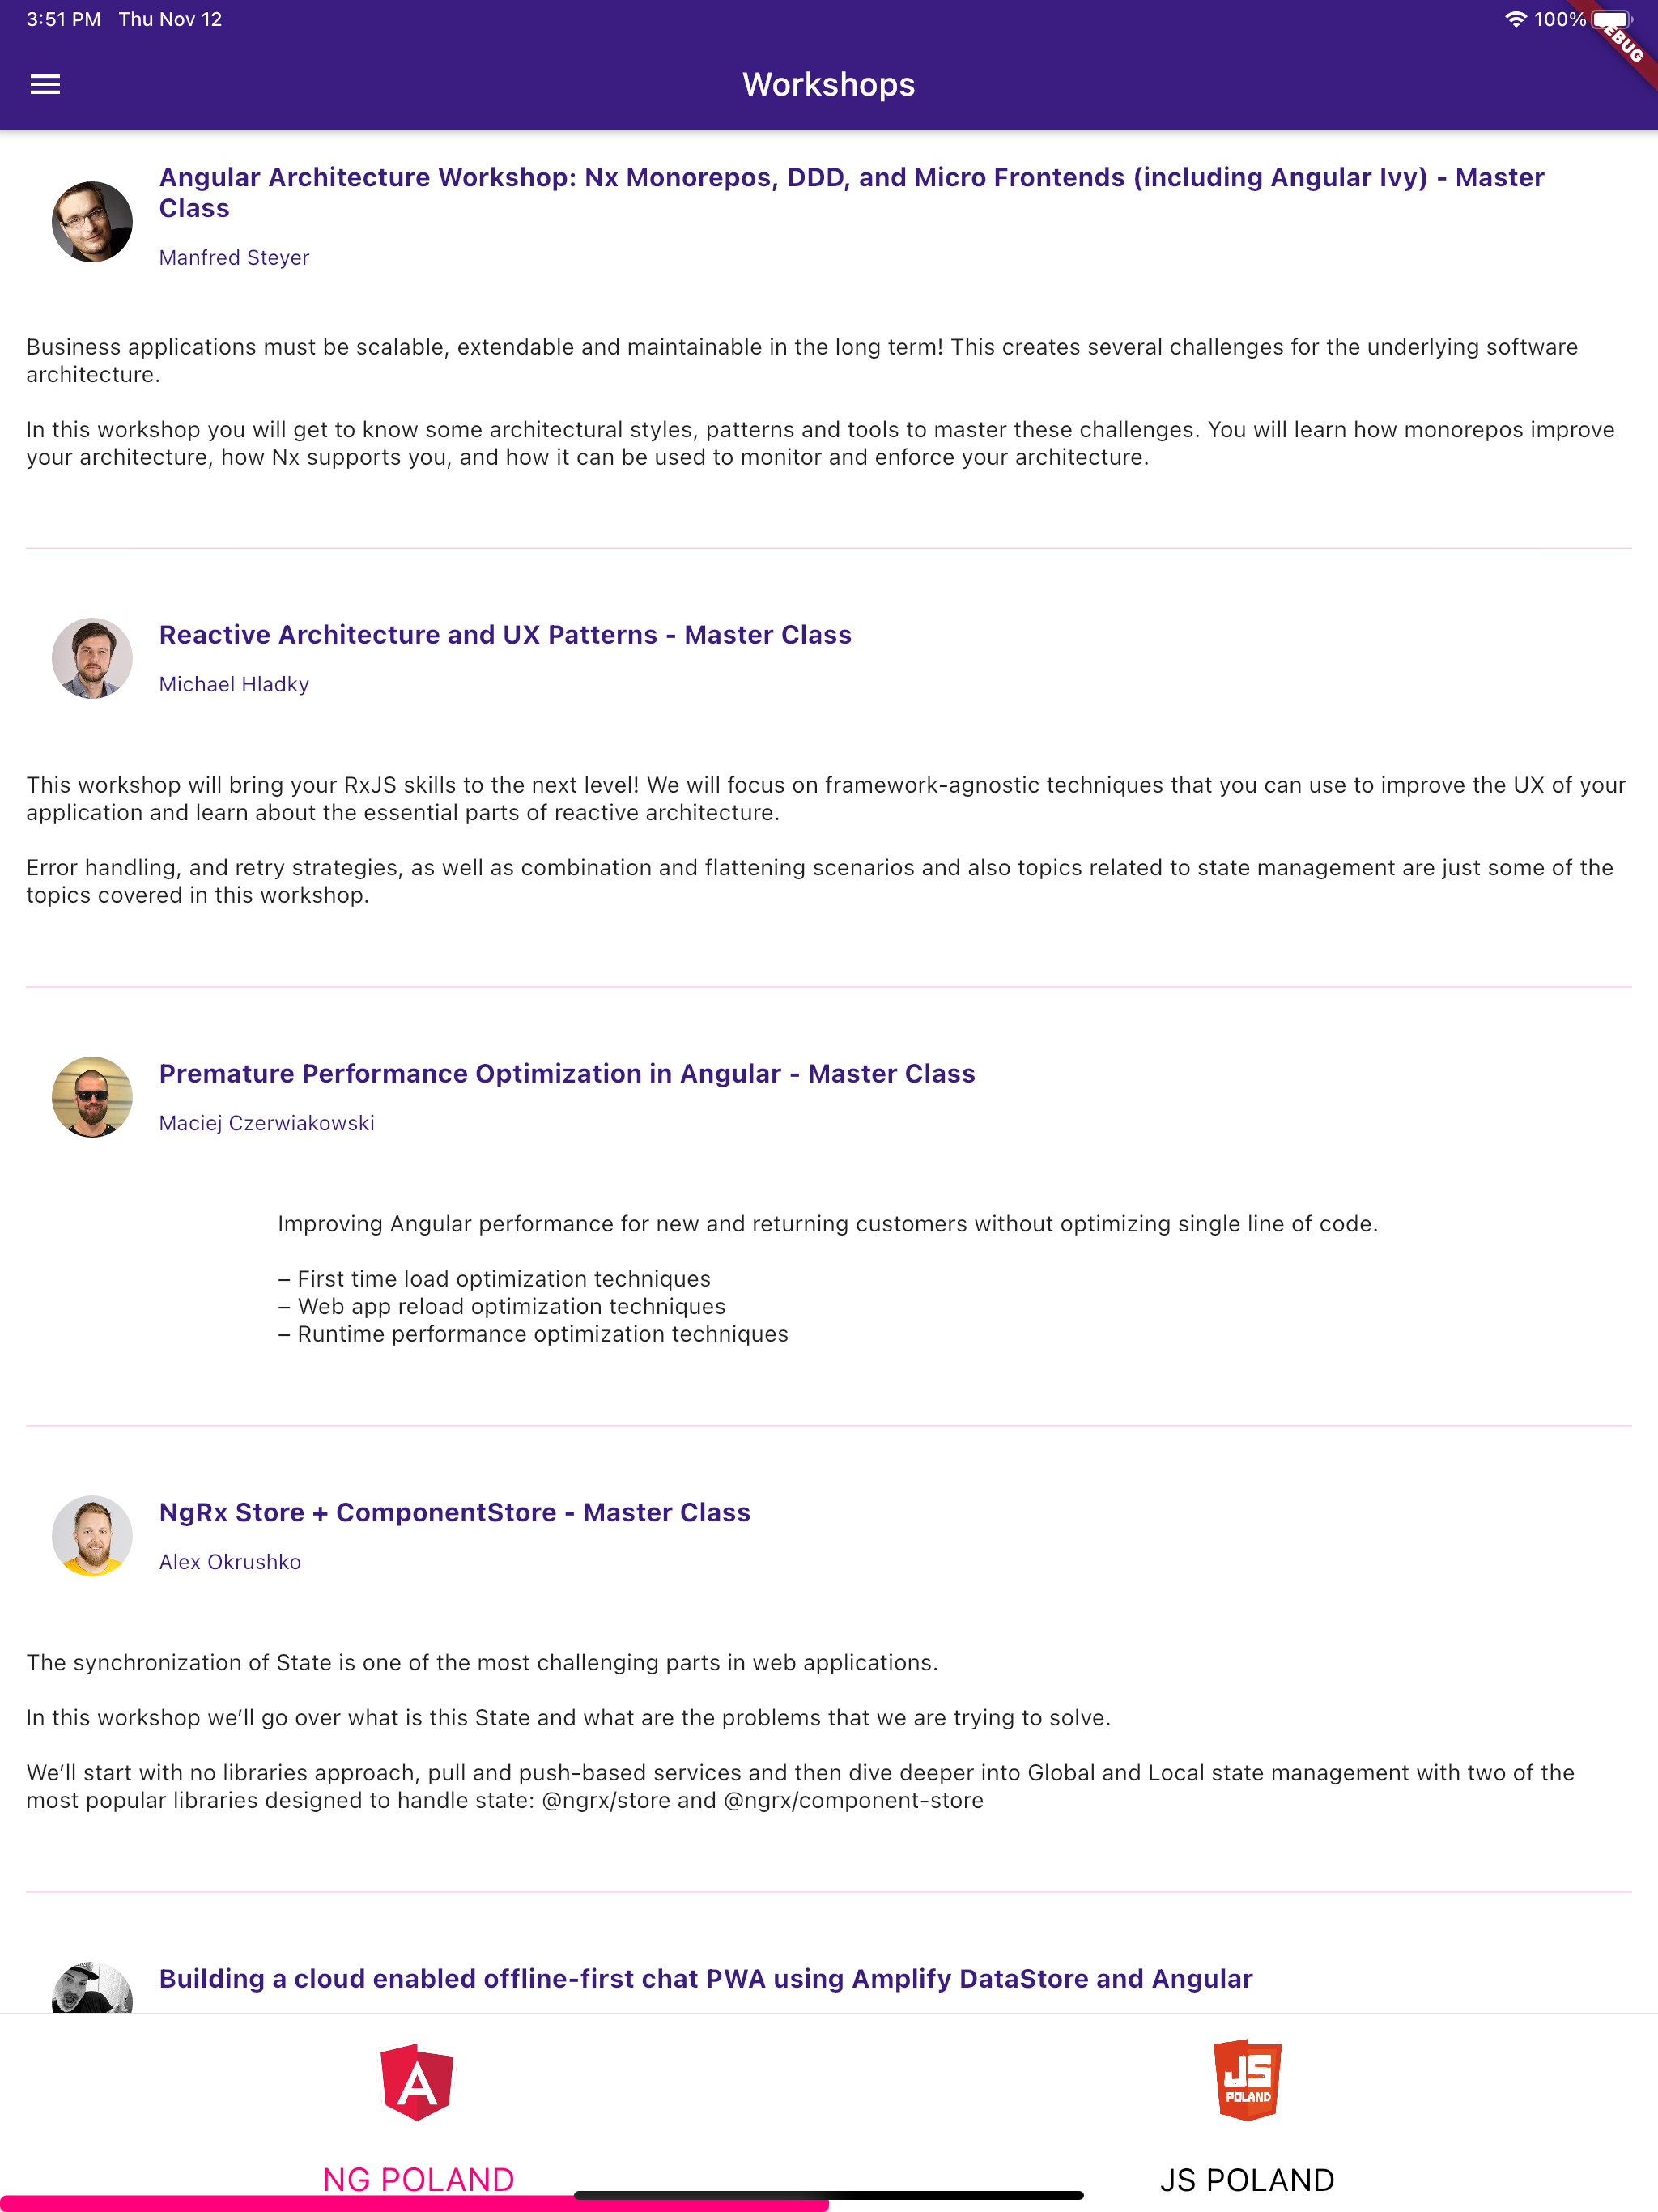 3:51 PM Thu Nov 12
100%
EBUG
Workshops
Angular Architecture Workshop: Nx Monorepos, DDD, and Micro Frontends (including Angular Ivy) - Master
Class
Manfred Steyer
Business applications must be scalable, extendable and maintainable in the long term! This creates several challenges for the underlying software
architecture.
In this workshop you will get to know some architectural styles, patterns and tools to master these challenges. You will learn how monorepos improve
your architecture, how Nx supports you, and how it can be used to monitor and enforce your architecture.
Reactive Architecture and UX Patterns - Master Class
Michael Hladky
This workshop will bring your RxJS skills to the next level! We will focus on framework-agnostic techniques that you can use to improve the UX of your
application and learn about the essential parts of reactive architecture.
Error handling, and retry strategies, as well as combination and flattening scenarios and also topics related to state management are just some of the
topics covered in this workshop.
Premature Performance Optimization in Angular - Master Class
Maciej Czerwiakowski
Improving Angular performance for new and returning customers without optimizing single line of code.
– First time load optimization techniques
– Web app reload optimization techniques
– Runtime performance optimization techniques
NgRx Store + ComponentStore - Master Class
Alex Okrushko
The synchronization of State is one of the most challenging parts in web applications.
In this workshop we’ll go over what is this State and what are the problems that we are trying to solve.
We’ll start with no libraries approach, pull and push-based services and then dive deeper into Global and Local state management with two of the
most popular libraries designed to handle state: @ngrx/store and @ngrx/component-store
Building a cloud enabled offline-first chat PWA using Amplify DataStore and Angular
A
JS
POLAND
NG POLAND
JS POLAND